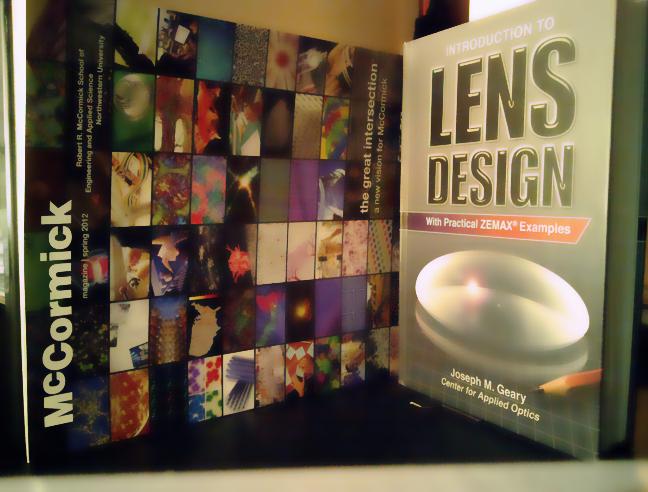 McCormick
magazine | spring 2012
Robert R. McCormick School of
Engineering and Applied Science
Northwestern University
the great intersection
a new vision for McCormick
INTRODUCTION TO
LENS
DESIGN
With Practical ZEMAX® Examples
Joseph M. Geary
Center for Applied Optics